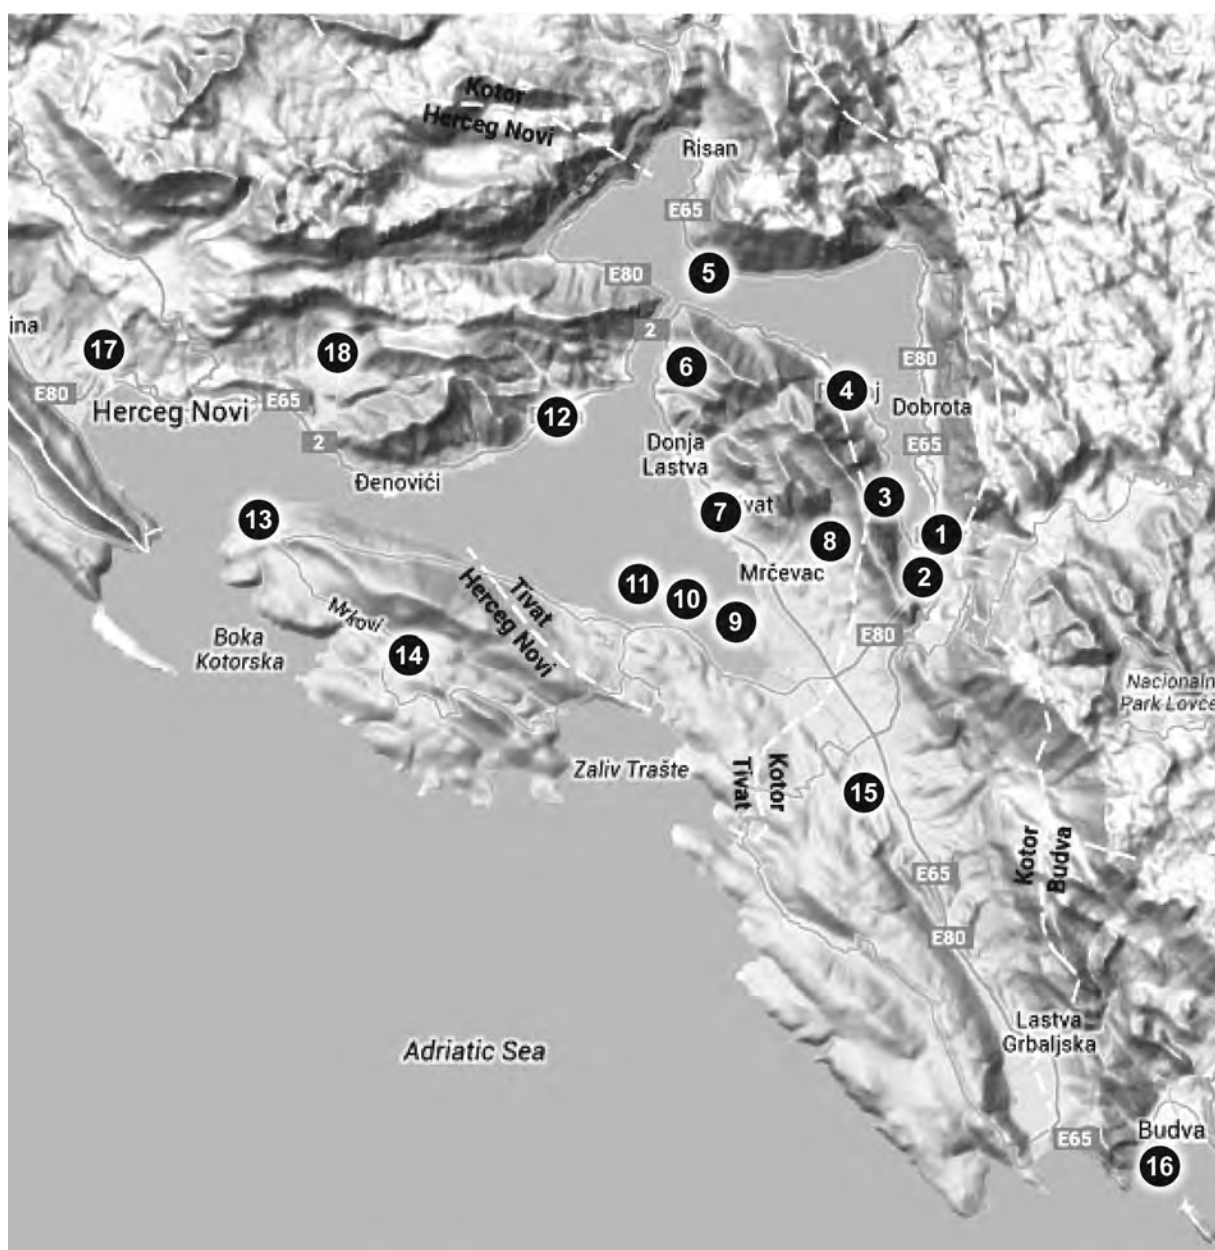 Kotor
Herceg Novi
Risan
E65
5
E80
ina
17
18
2
6
4
E80
E80
E65
Herceg Novi
12
Dobrota
2
Donja
Lastva
E65
Đenovići
3
7
vat
13
1
8
Mrčevac
2
11
10
9
Tivat
Herceg Novi
Boka
Kotorska
14
E80
Nacionaln
Park Lovće
Zaliv Trašte
Kotor
Tivat
15
Kotor
Budva
E65
E80
Lastva
Grbaljska
Adriatic Sea
E65
Budva
16